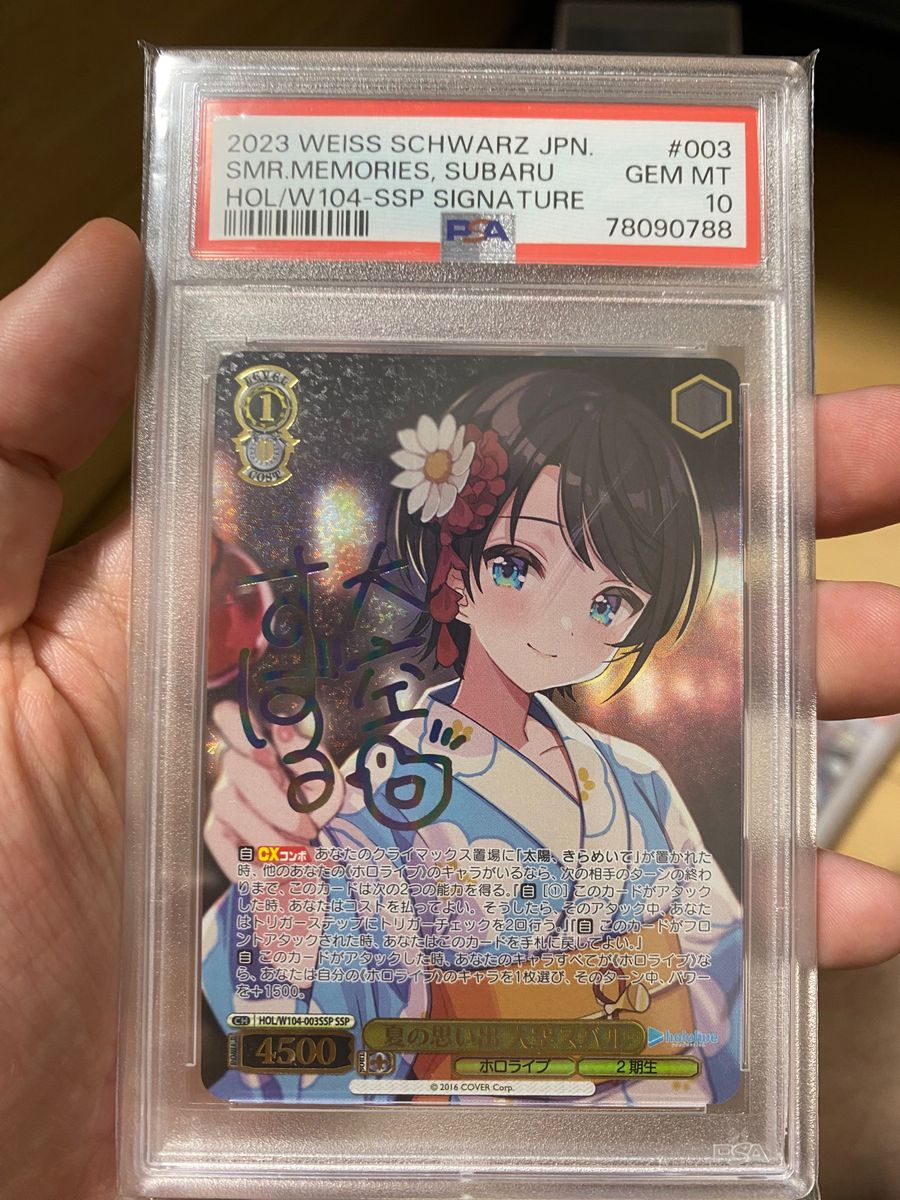 2023 WEISS SCHWARZ JPN.
#003
SMR.MEMORIES, SUBARU
GEM MT
HOL/W104-SSP SIGNATURE
10
PSA
78090788
LEVEL
1
0
COST
大空
すばる
自 CXコンボ あなたのクライマックス置場に「太陽、きらめいて」が置かれた
時、他のあなたの《ホロライブ》のキャラがいるなら、次の相手のターンの終わ
りまで、このカードは次の2つの能力を得る。『自［①］このカードがアタック
した時、あなたはコストを払ってよい。そうしたら、そのアタック中、あなた
はトリガーステップにトリガーチェックを2回行う。』『自 このカードがフロ
ントアタックされた時、あなたはこのカードを手札に戻してよい。』
自 このカードがアタックした時、あなたのキャラすべてが《ホロライブ》な
ら、あなたは自分の《ホロライブ》のキャラを1枚選び、そのターン中、パワー
を＋1500。
CH HOL/W104-003SSP SSP
夏の思い出 大空スバル
hololive
4500
ホロライブ
2期生
© 2016 COVER Corp.
PSA